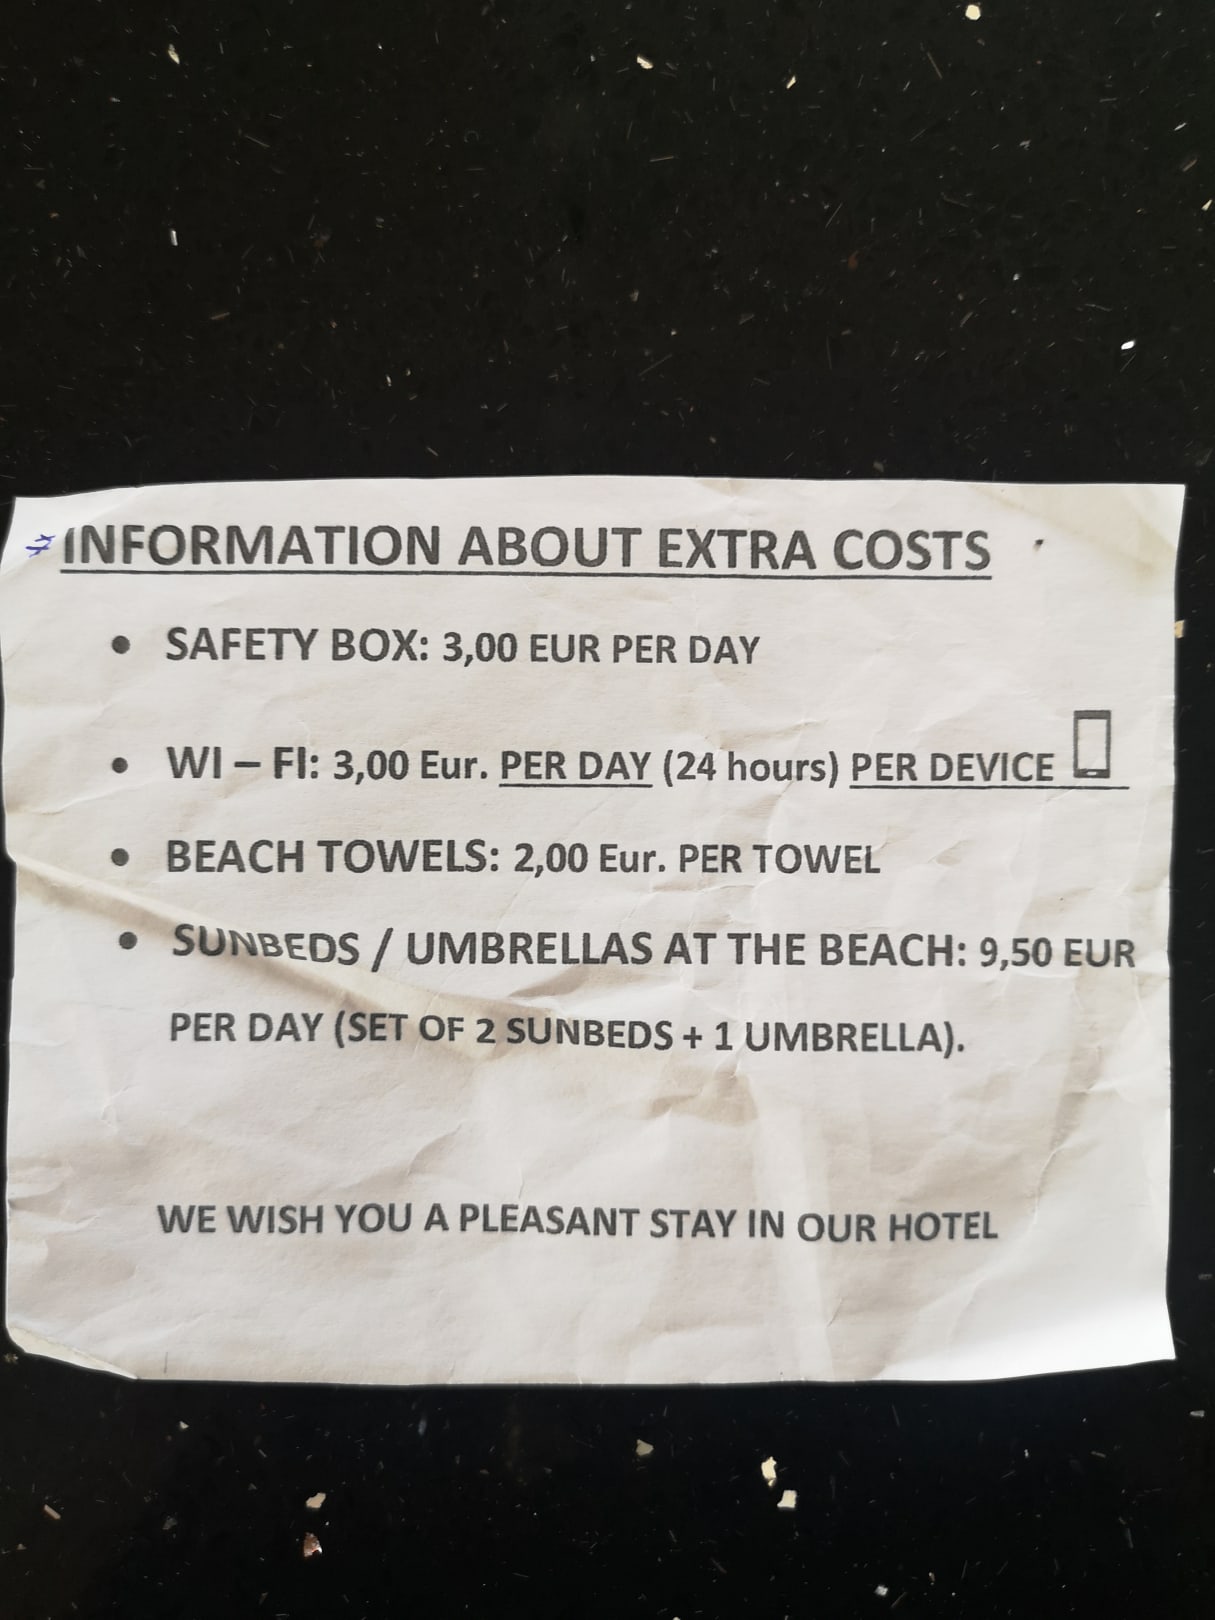 INFORMATION ABOUT EXTRA COSTS
• SAFETY BOX: 3,00 EUR PER DAY
• WI – FI: 3,00 Eur. PER DAY (24 hours) PER DEVICE
• BEACH TOWELS: 2,00 Eur. PER TOWEL
• SUNBEDS / UMBRELLAS AT THE BEACH: 9,50 EUR
PER DAY (SET OF 2 SUNBEDS + 1 UMBRELLA).
WE WISH YOU A PLEASANT STAY IN OUR HOTEL